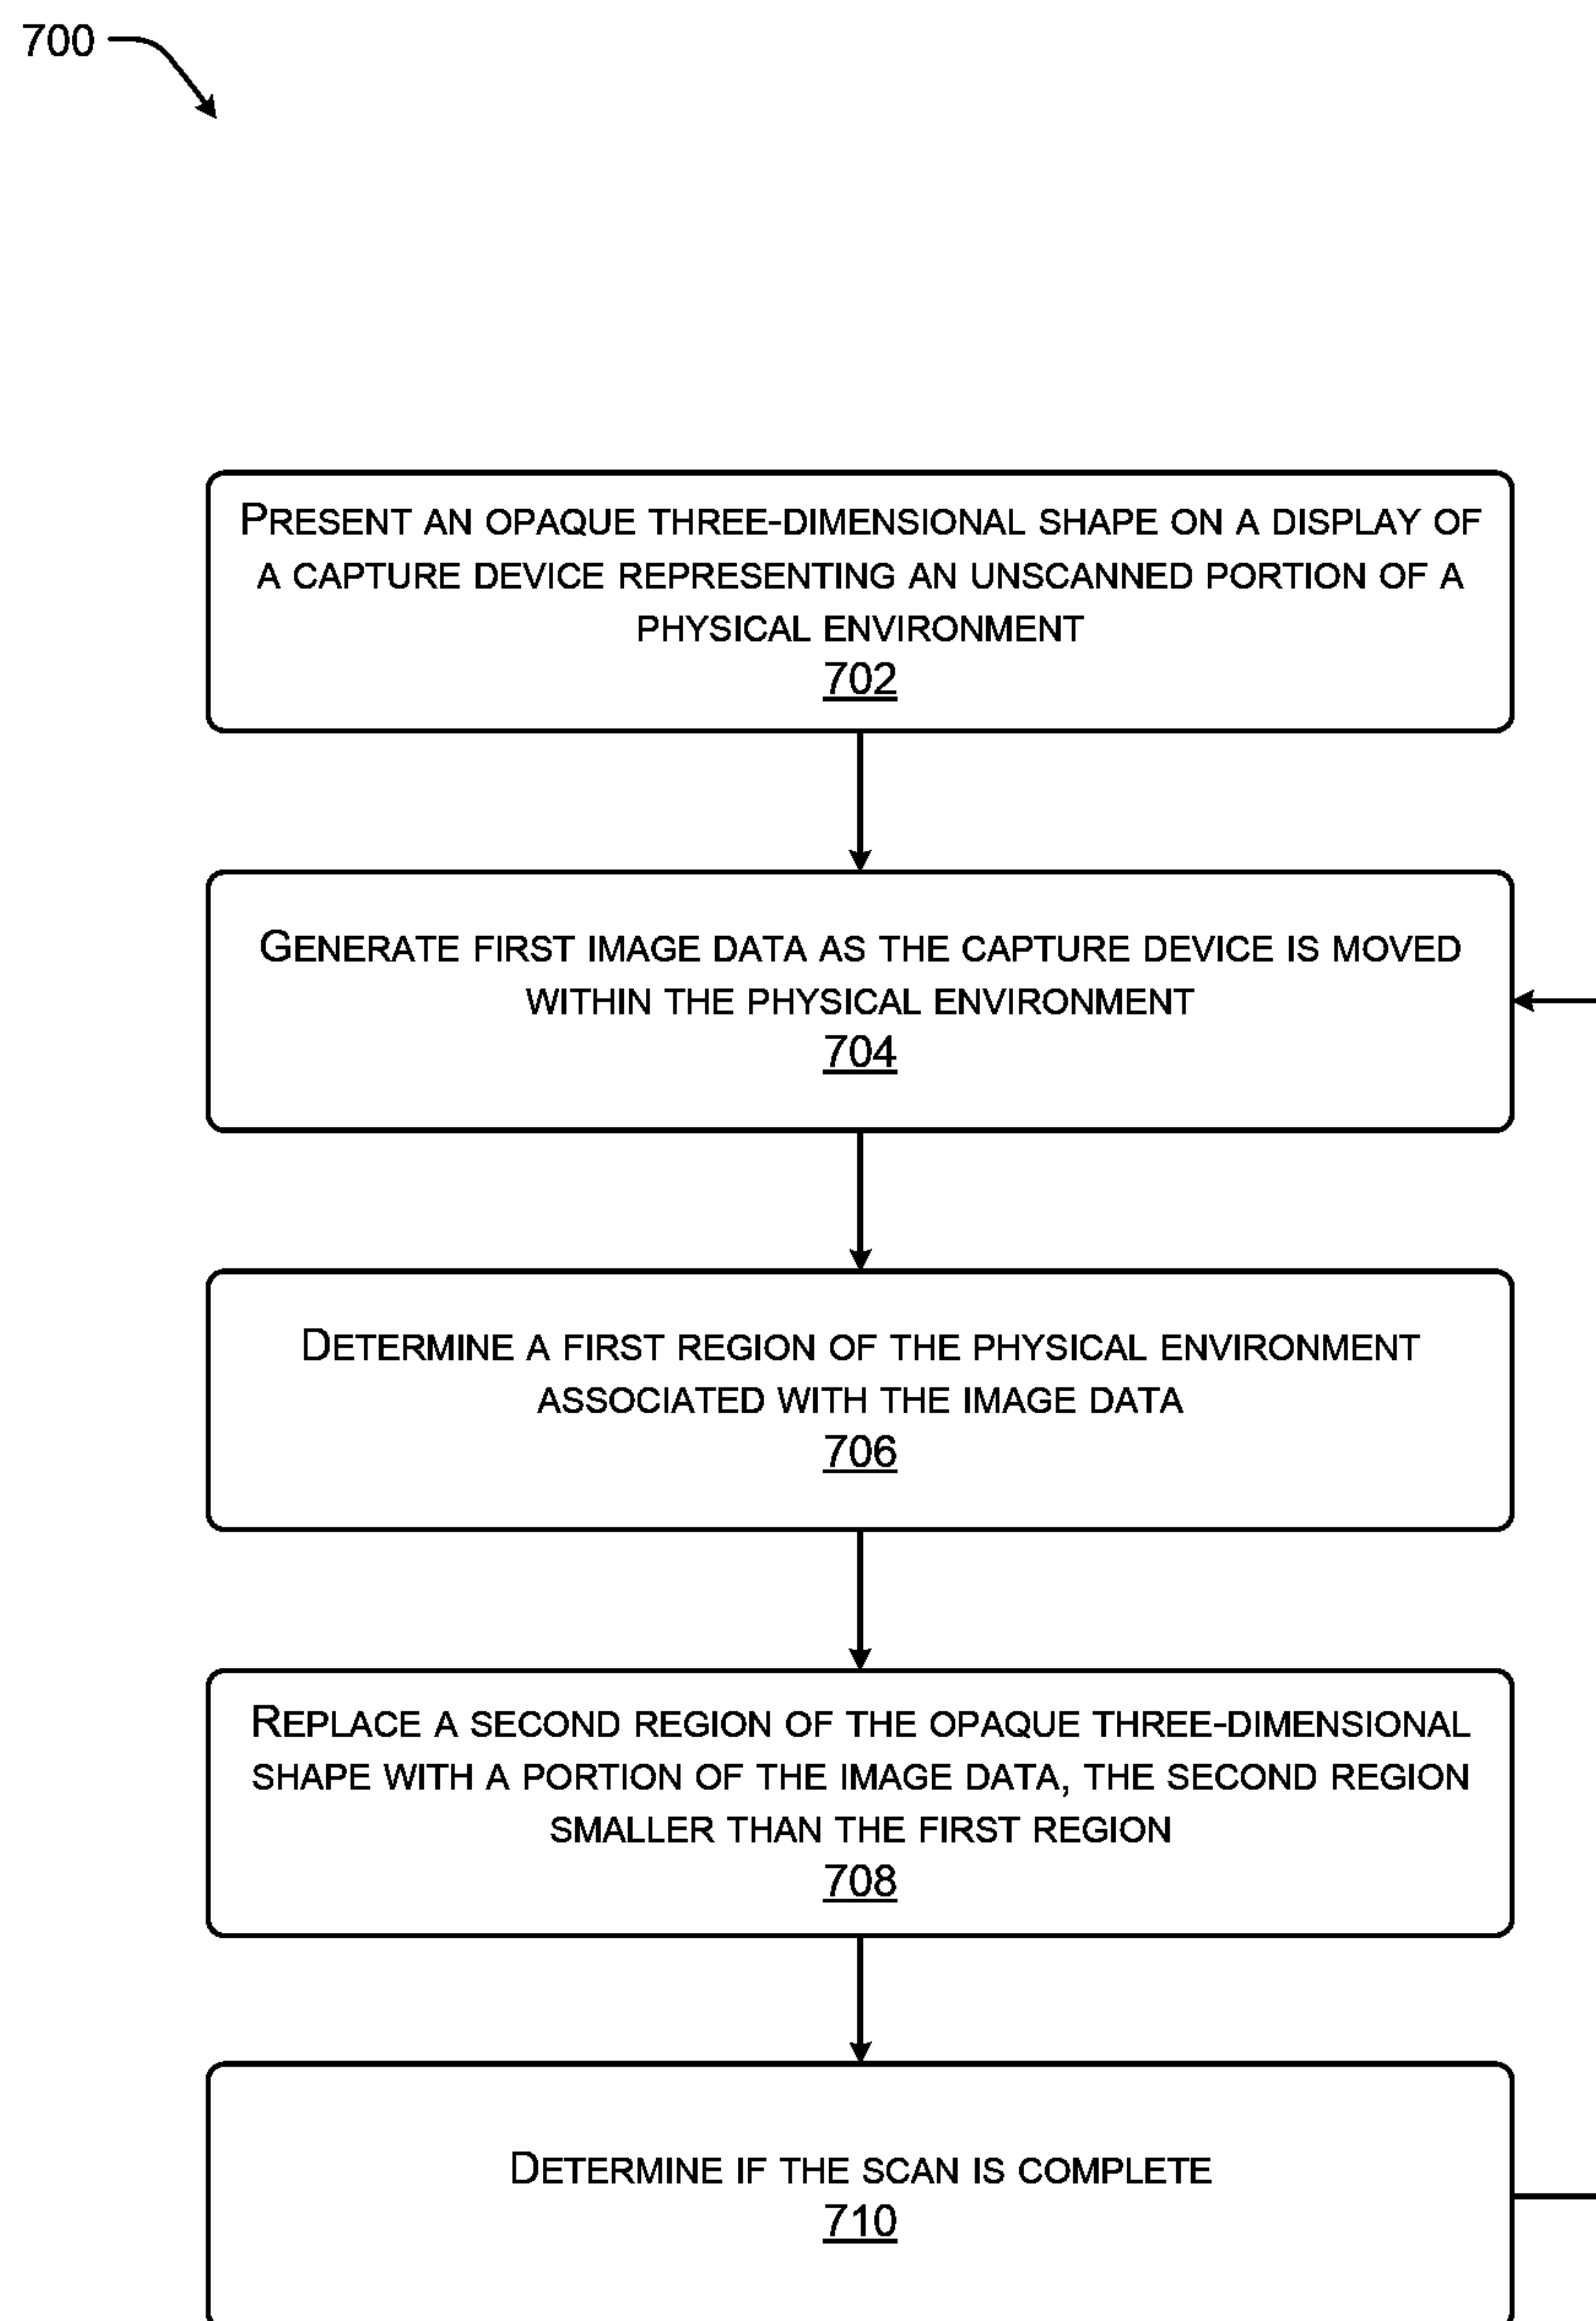 700
PRESENT AN OPAQUE THREE-DIMENSIONAL SHAPE ON A DISPLAY OF
A CAPTURE DEVICE REPRESENTING AN UNSCANNED PORTION OF A
PHYSICAL ENVIRONMENT
702
GENERATE FIRST IMAGE DATA AS THE CAPTURE DEVICE IS MOVED
WITHIN THE PHYSICAL ENVIRONMENT
704
DETERMINE A FIRST REGION OF THE PHYSICAL ENVIRONMENT
ASSOCIATED WITH THE IMAGE DATA
706
REPLACE A SECOND REGION OF THE OPAQUE THREE-DIMENSIONAL
SHAPE WITH A PORTION OF THE IMAGE DATA, THE SECOND REGION
SMALLER THAN THE FIRST REGION
708
DETERMINE IF THE SCAN IS COMPLETE
710